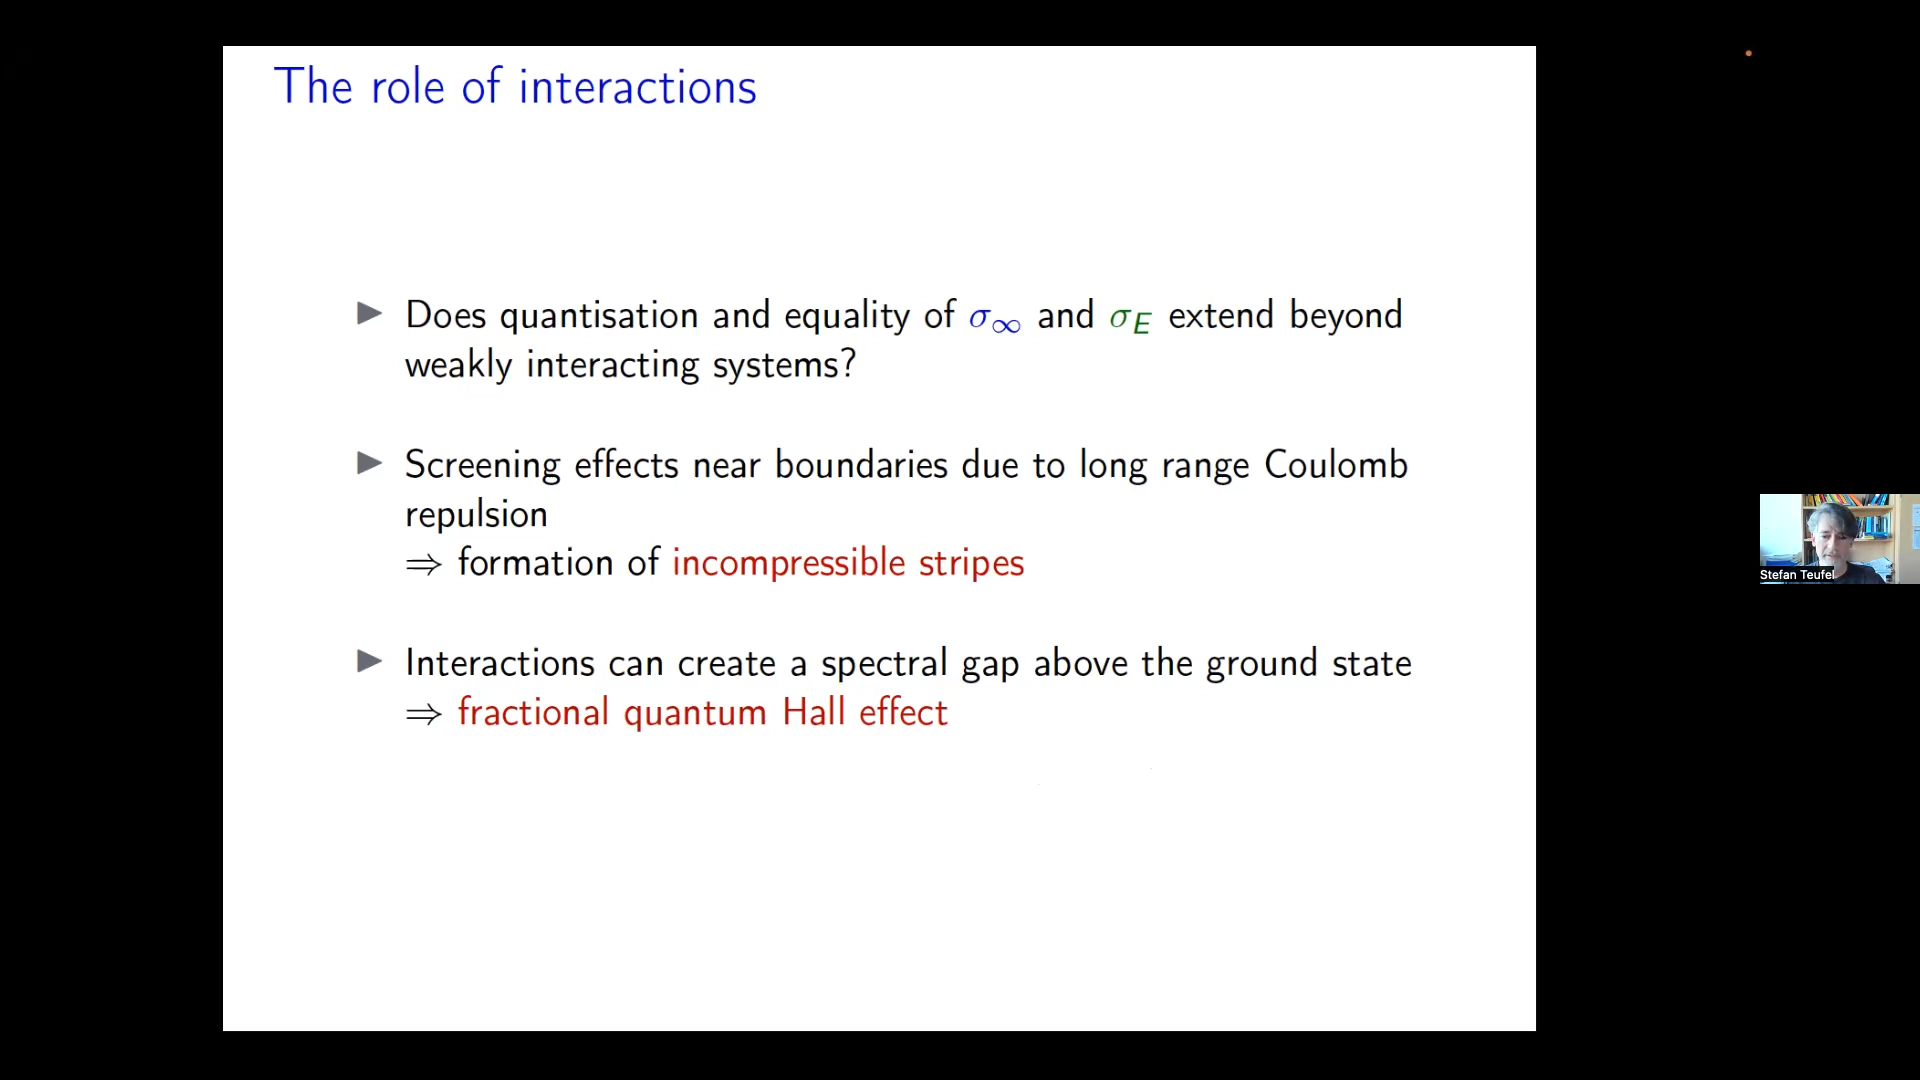 The role of interactions
▶ Does quantisation and equality of σ∞ and σE extend beyond
weakly interacting systems?
▶ Screening effects near boundaries due to long range Coulomb
repulsion
⇒ formation of incompressible stripes
▶ Interactions can create a spectral gap above the ground state
⇒ fractional quantum Hall effect
Stefan Teufel